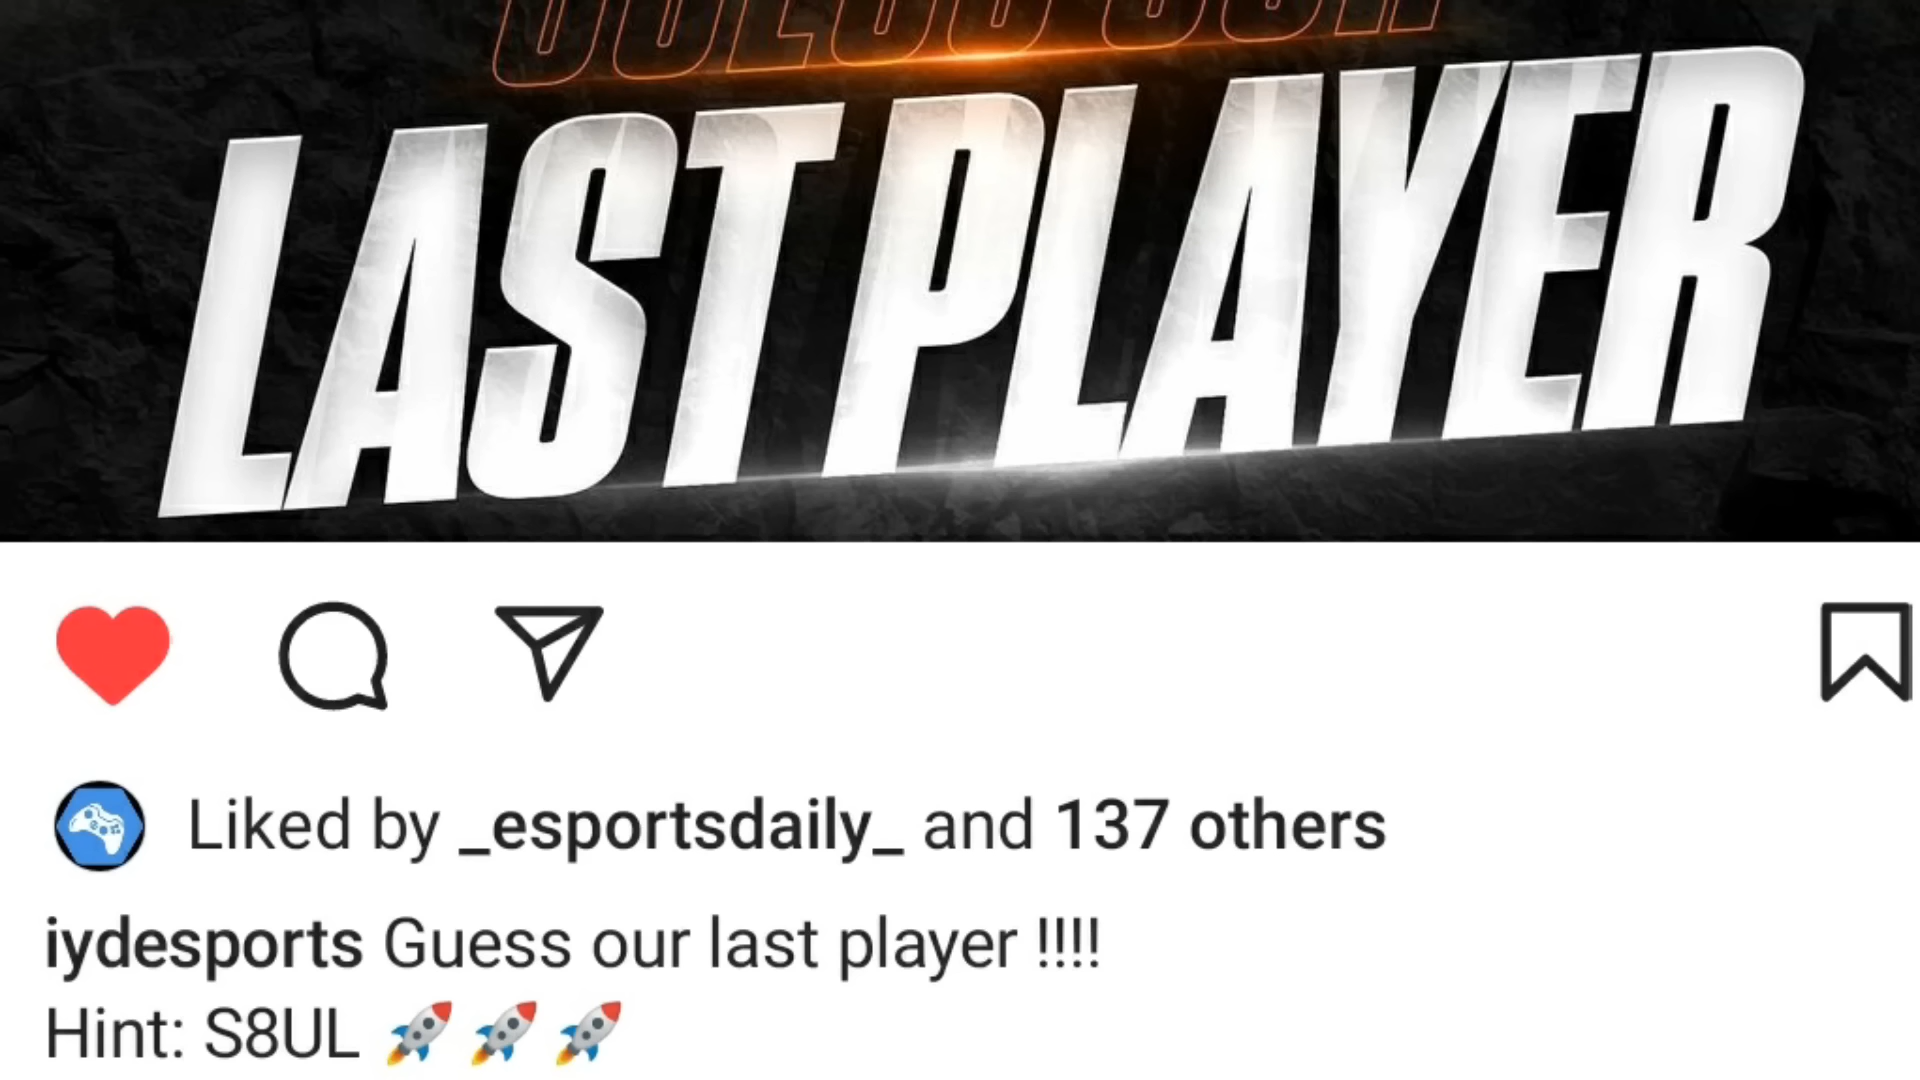 LAST PLAYER
Liked by _esportsdaily_ and 137 others
iydesports Guess our last player !!!!
Hint: S8UL 🚀🚀🚀